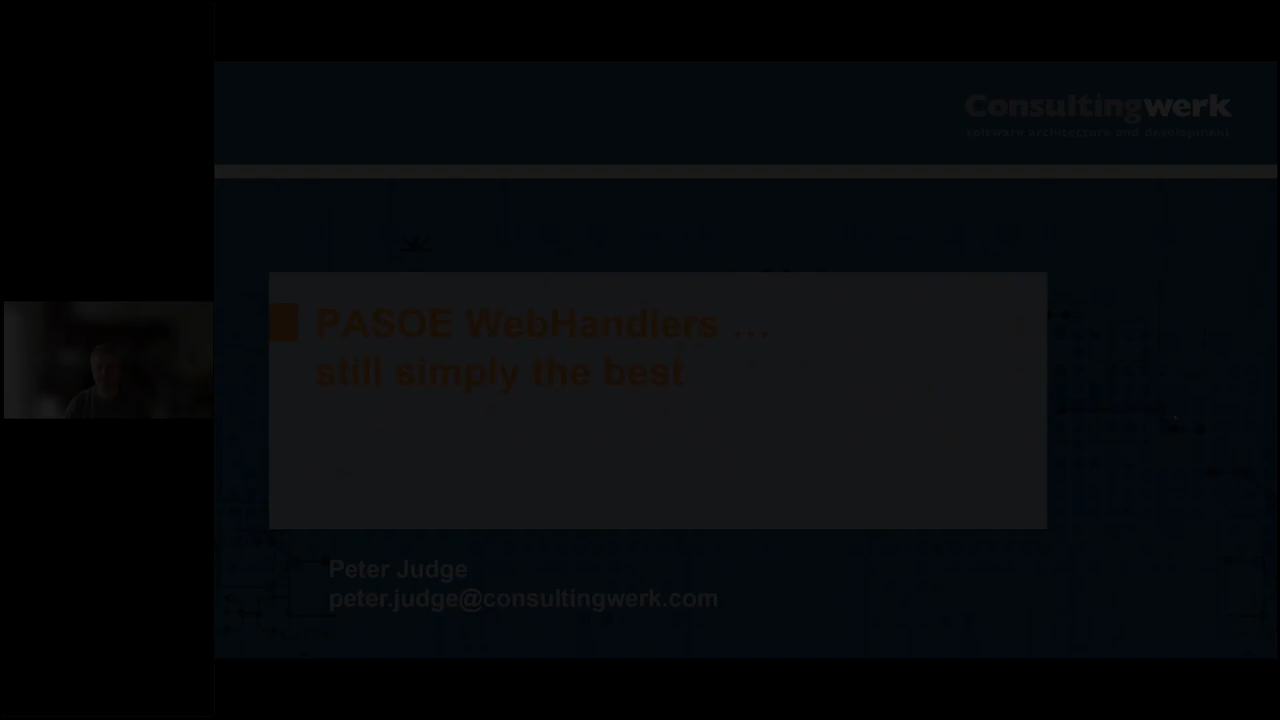 Consultingwerk
software architecture and development
PASOE WebHandlers ...
still simply the best
Peter Judge
peter.judge@consultingwerk.com